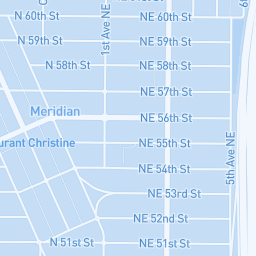 N 60th St
NE 60th St
1st Ave NE
N 59th St
NE 59th St
N 58th St
NE 58th St
NE 57th St
Meridian
NE 56th St
urant Christine
NE 55th St
5th Ave NE
NE 54th St
NE 53rd St
NE 52nd St
N 51st St
NE 51st St